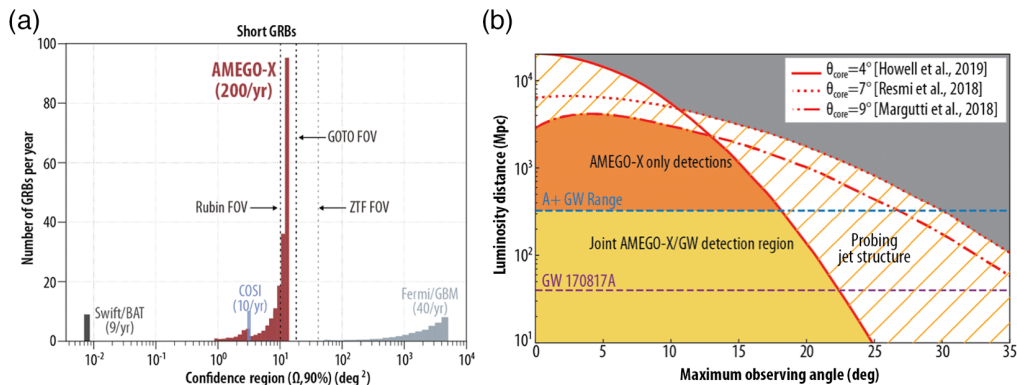 (a)
Short GRBs
Number of GRBs per year
100
80
60
40
20
0
AMEGO-X
(200/yr)
GOTO FOV
Rubin FOV
ZTF FOV
Swift/BAT
(9/yr)
COSI
(10/yr)
Fermi/GBM
(40/yr)
10-2
10-1
100
101
102
103
104
Confidence region (Ω,90%) (deg2)
(b)
Luminosity distance (Mpc)
104
103
102
101
θcore=4° [Howell et al., 2019]
θcore=7° [Resmi et al., 2018]
θcore=9° [Margutti et al., 2018]
AMEGO-X only detections
A+ GW Range
Joint AMEGO-X/GW detection region
Probing
jet structure
GW 170817A
0
5
10
15
20
25
30
35
Maximum observing angle (deg)